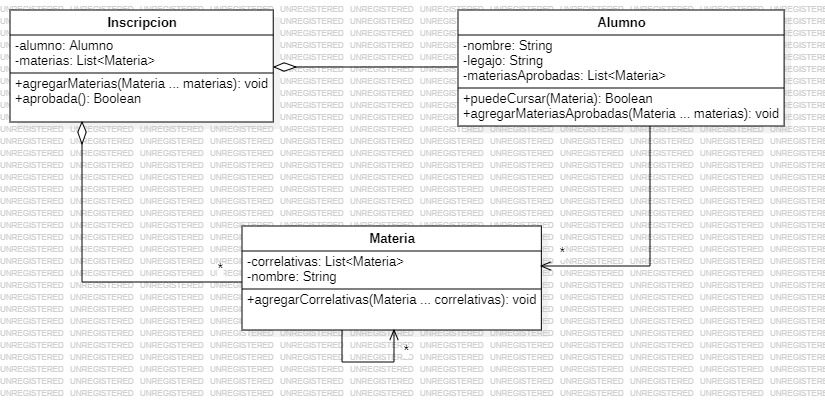 Inscripcion
-alumno: Alumno
-materias: List<Materia>
+agregarMaterias(Materia ... materias): void
+aprobada(): Boolean
Alumno
-nombre: String
-legajo: String
-materiasAprobadas: List<Materia>
+puedeCursar(Materia): Boolean
+agregarMateriasAprobadas(Materia ... materias): void
Materia
-correlativas: List<Materia>
-nombre: String
+agregarCorrelativas(Materia ... correlativas): void
*
*
*
UNREGISTERED